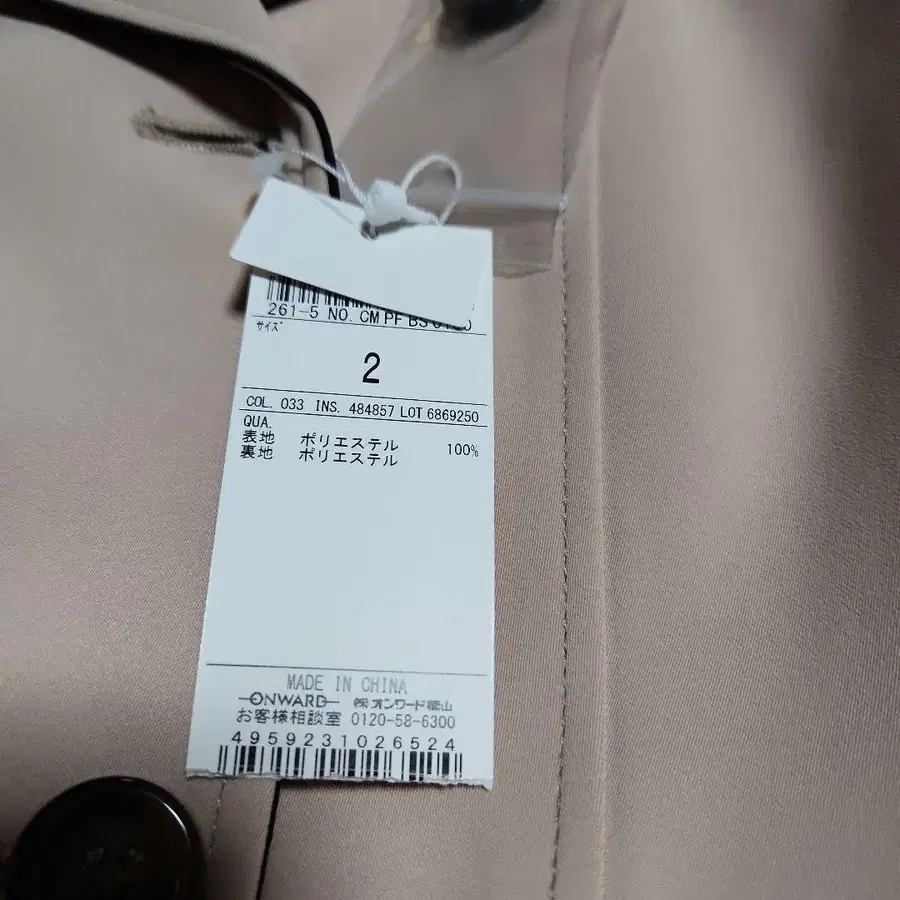 261-5 NO. CM PF BS
サイズ
2
COL. 033 INS. 484857 LOT 6869250
QUA.
表地 ポリエステル 100%
裏地 ポリエステル
MADE IN CHINA
ONWARD ㈱オンワード樫山
お客様相談室 0120-58-6300
4959231026524